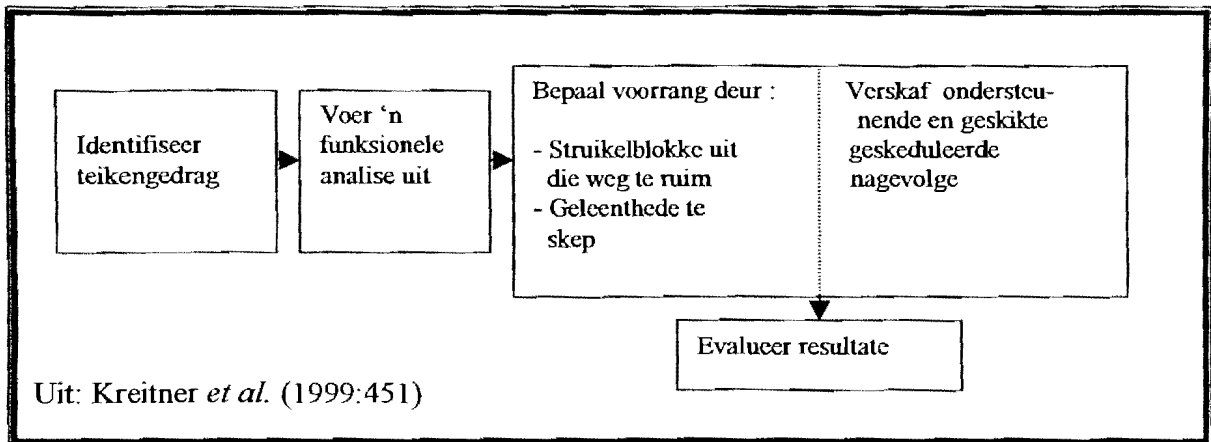 Identifiseer
teikengedrag
Voer ‘n
funksionele
analise uit
Bepaal voorrang deur :
- Struikelblokke uit
die weg te ruim
- Geleenthede te
skep
Verskaf ondersteu-
nende en geskikte
geskeduleerde
nagevolge
Evalueer resultate
Uit: Kreitner et al. (1999:451)